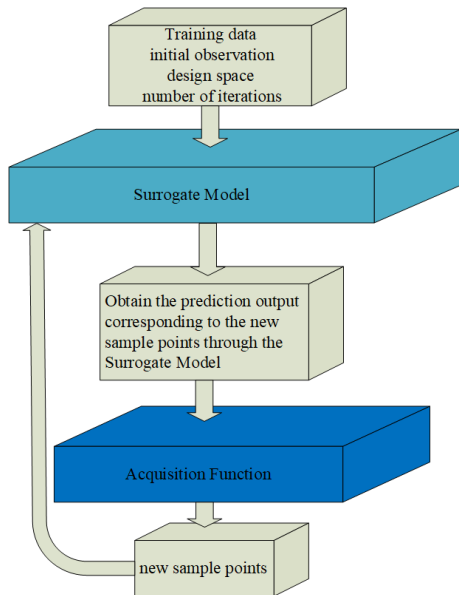 Training data
initial observation
design space
number of iterations
Surrogate Model
Obtain the prediction output
corresponding to the new
sample points through the
Surrogate Model
Acquisition Function
new sample points